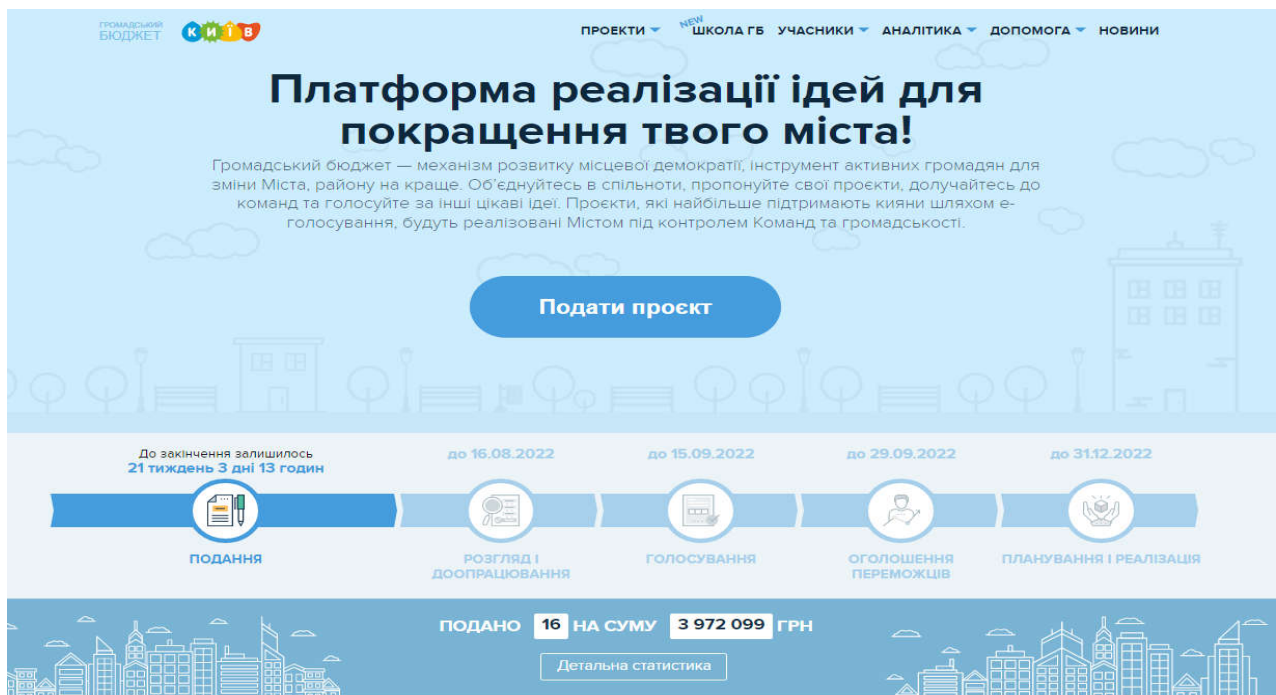 ГРОМАДСЬКИЙ
БЮДЖЕТ КИЇВ
ПРОЕКТИ NEW ШКОЛА ГБ УЧАСНИКИ АНАЛІТИКА ДОПОМОГА НОВИНИ
Платформа реалізації ідей для
покращення твого міста!
Громадський бюджет — механізм розвитку місцевої демократії, інструмент активних громадян для
зміни Міста, району на краще. Об’єднуйтесь в спільноти, пропонуйте свої проєкти, долучайтесь до
команд та голосуйте за інші цікаві ідеї. Проєкти, які найбільше підтримають кияни шляхом е-
голосування, будуть реалізовані Містом під контролем Команд та громадськості.
Подати проєкт
До закінчення залишилось
21 тиждень 3 дні 13 годин
до 16.08.2022 до 15.09.2022 до 29.09.2022 до 31.12.2022
ПОДАННЯ
РОЗГЛЯД І
ДООПРАЦЮВАННЯ
ГОЛОСУВАННЯ
ОГОЛОШЕННЯ
ПЕРЕМОЖЦІВ
ПЛАНУВАННЯ І РЕАЛІЗАЦІЯ
ПОДАНО 16 НА СУМУ 3 972 099 ГРН
Детальна статистика